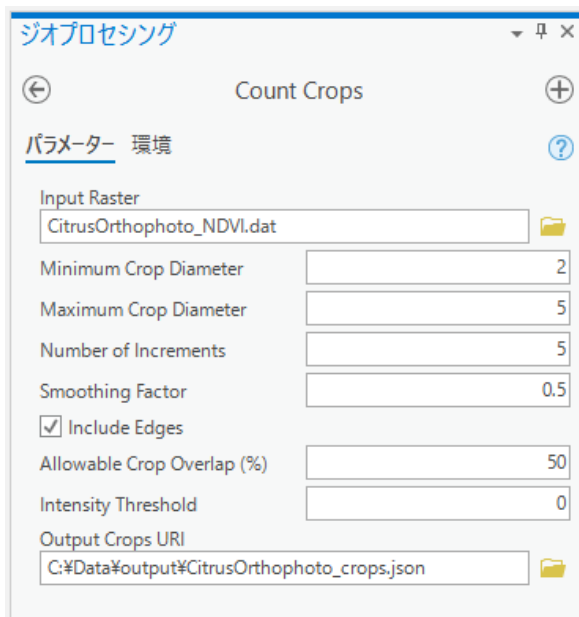 ジオプロセシング
Count Crops
パラメーター 環境
Input Raster
CitrusOrthophoto_NDVI.dat
Minimum Crop Diameter 2
Maximum Crop Diameter 5
Number of Increments 5
Smoothing Factor 0.5
Include Edges
Allowable Crop Overlap (%) 50
Intensity Threshold 0
Output Crops URI
C:¥Data¥output¥CitrusOrthophoto_crops.json